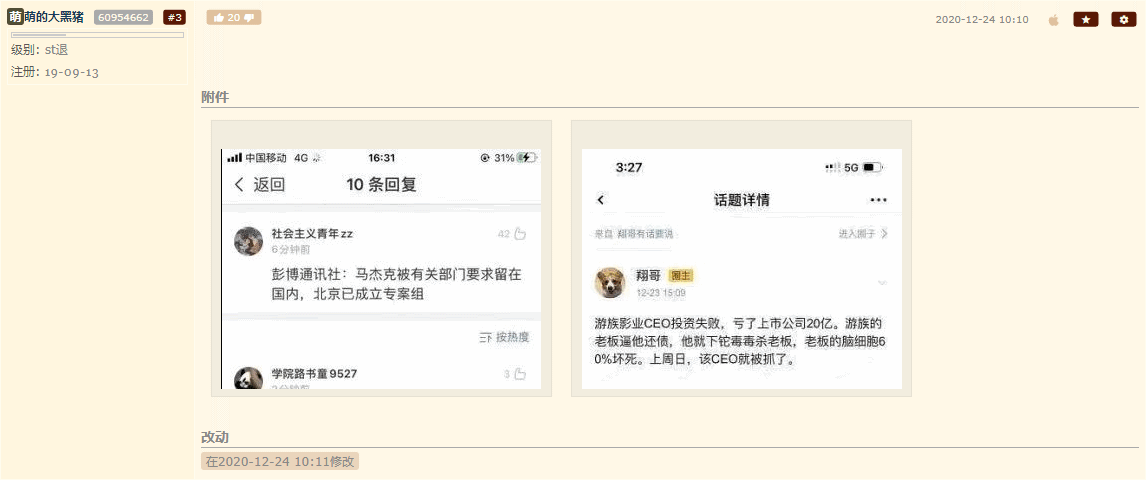 萌萌的大黑猪 60954662 #3
20
2020-12-24 10:10
级别: st退
注册: 19-09-13
附件
中国移动 4G 16:31 31%
返回 10 条回复
社会主义青年zz 42
6分钟前
彭博通讯社：马杰克被有关部门要求留在
国内，北京已成立专案组
按热度
学院路书童9527 3
3:27 5G
话题详情
来自 翔哥有话要说 进入圈子
翔哥 圈主
12-23 15:09
游族影业CEO投资失败，亏了上市公司20亿。游族的
老板逼他还债，他就下铊毒毒杀老板，老板的脑细胞6
0%坏死。上周日，该CEO就被抓了。
改动
在2020-12-24 10:11修改